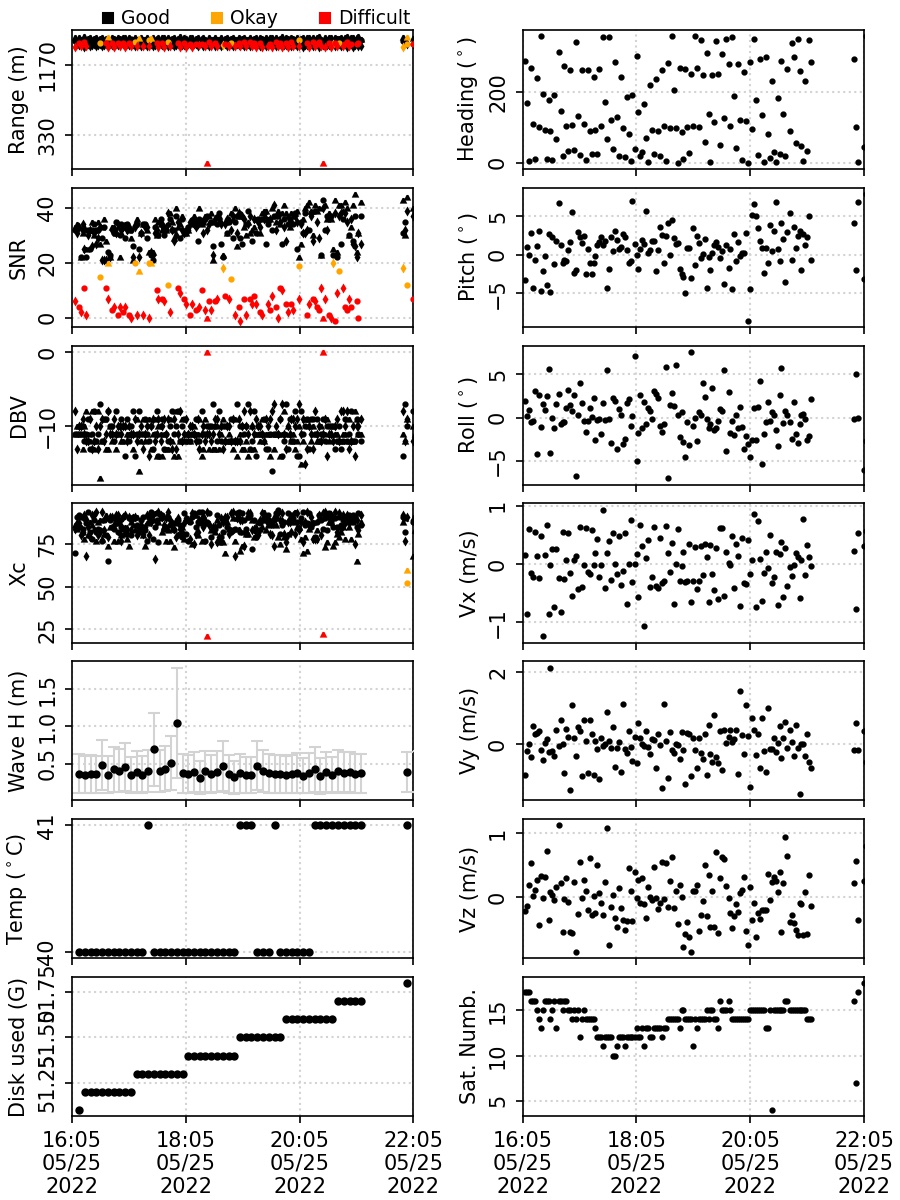 Good Okay Difficult
Range (m)
1170
330
Heading (°)
200
0
SNR
40
20
0
Pitch (°)
5
0
−5
DBV
0
−10
Roll (°)
5
0
−5
Xc
75
50
25
Vx (m/s)
1
0
−1
Wave H (m)
1.5
1.0
0.5
Vy (m/s)
2
0
Temp (°C)
41
40
Vz (m/s)
1
0
Disk used (G)
51.75
51.50
51.25
Sat. Numb.
15
10
5
16:05 18:05 20:05 22:05
05/25 05/25 05/25 05/25
2022 2022 2022 2022
16:05 18:05 20:05 22:05
05/25 05/25 05/25 05/25
2022 2022 2022 2022